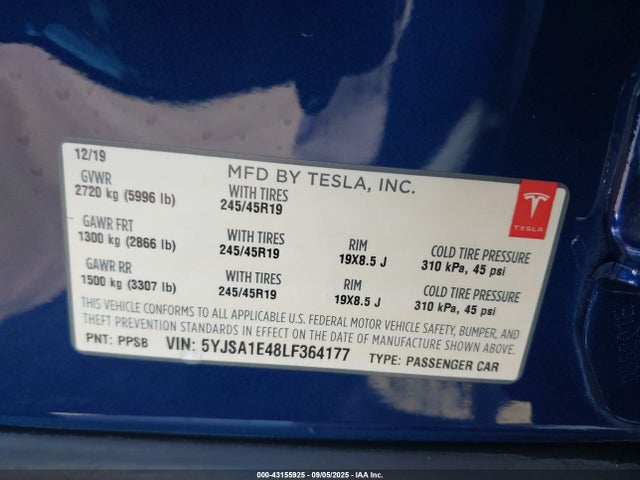 12/19
MFD BY TESLA, INC.
GVWR
2720 kg (5996 lb)
WITH TIRES
245/45R19
TESLA
GAWR FRT
1300 kg (2866 lb)
WITH TIRES
245/45R19
RIM
19X8.5 J
COLD TIRE PRESSURE
310 kPa, 45 psi
GAWR RR
1500 kg (3307 lb)
WITH TIRES
245/45R19
RIM
19X8.5 J
COLD TIRE PRESSURE
310 kPa, 45 psi
THIS VEHICLE CONFORMS TO ALL APPLICABLE U.S. FEDERAL MOTOR VEHICLE SAFETY, BUMPER, AND
THEFT PREVENTION STANDARDS IN EFFECT ON THE DATE OF MANUFACTURE SHOWN ABOVE.
PNT: PPSB VIN: 5YJSA1E48LF364177 TYPE: PASSENGER CAR
000-43155925 - 09/05/2025 - IAA Inc.